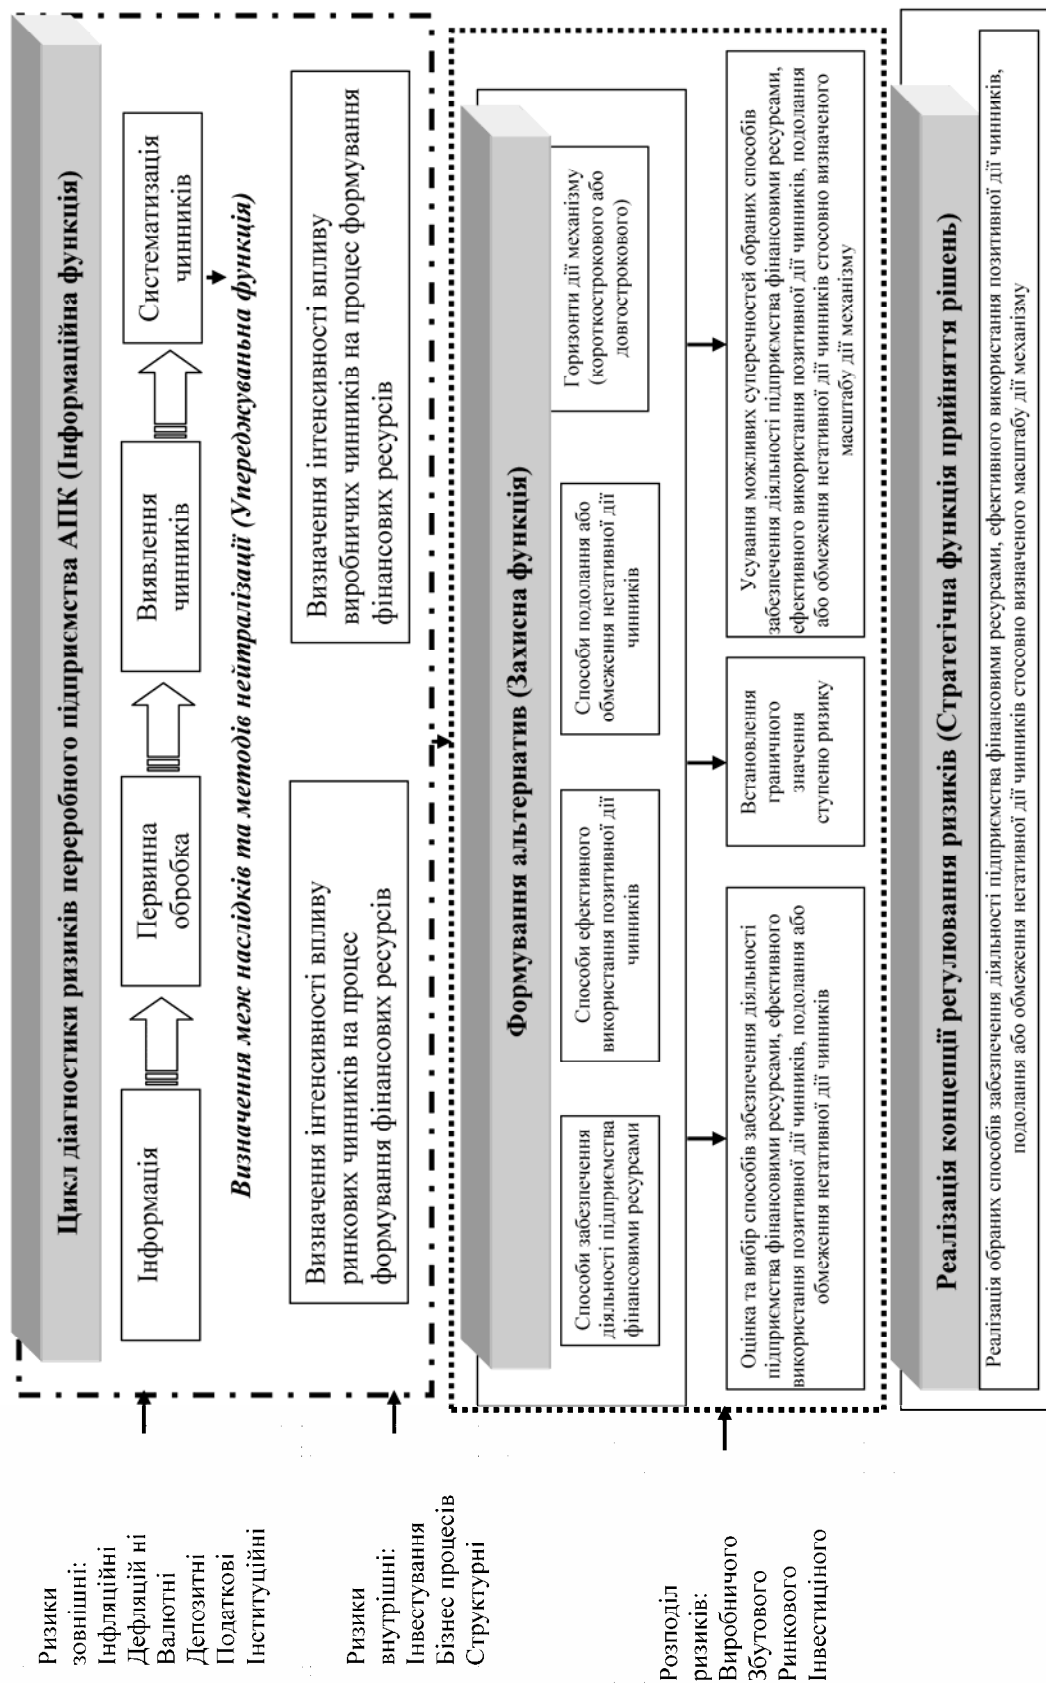 Ризики
зовнішні:
Інфляційні
Дефляцій ні
Валютні
Депозитні
Податкові
Інституційні
Ризики
внутрішні:
Інвестування
Бізнес процесів
Структурні
Розподіл
ризиків:
Виробничого
Збутового
Ринкового
Інвестиціного
Цикл діагностики ризиків переробного підприємства АПК (Інформаційна функція)
Інформація
Первинна
обробка
Виявлення
чинників
Систематизація
чинників
Визначення меж наслідків та методів нейтралізації (Упереджувальна функція)
Визначення інтенсивності впливу
ринкових чинників на процес
формування фінансових ресурсів
Визначення інтенсивності впливу
виробничих чинників на процес формування
фінансових ресурсів
Формування альтернатив (Захисна функція)
Способи забезпечення
діяльності підприємства
фінансовими ресурсами
Способи ефективного
використання позитивної дії
чинників
Способи подолання або
обмеження негативної дії
чинників
Горизонти дії механізму
(короткострокового або
довгострокового)
Оцінка та вибір способів забезпечення діяльності
підприємства фінансовими ресурсами, ефективного
використання позитивної дії чинників, подолання або
обмеження негативної дії чинників
Встановлення
граничного
значення
ступеню ризику
Усування можливих суперечностей обраних способів
забезпечення діяльності підприємства фінансовими ресурсами,
ефективного використання позитивної дії чинників, подолання
або обмеження негативної дії чинників стосовно визначеного
масштабу дії механізму
Реалізація концепції регулювання ризиків (Стратегічна функція прийняття рішень)
Реалізація обраних способів забезпечення діяльності підприємства фінансовими ресурсами, ефективного використання позитивної дії чинників,
подолання або обмеження негативної дії чинників стосовно визначеного масштабу дії механізму